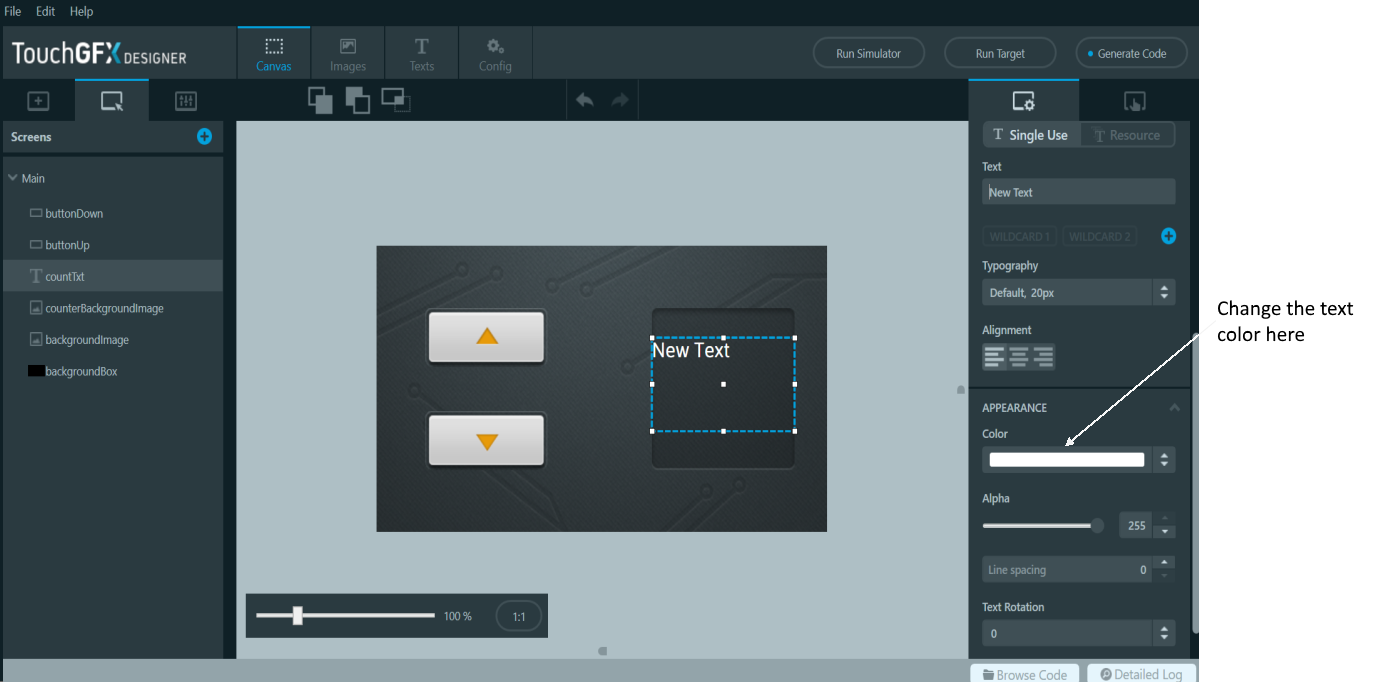 File Edit Help
TouchGFX DESIGNER
Canvas Images Texts Config
Run Simulator Run Target Generate Code
Screens
Main
buttonDown
buttonUp
countTxt
counterBackgroundImage
backgroundImage
backgroundBox
New Text
100 %
1:1
Single Use Resource
Text
New Text
WILDCARD 1 WILDCARD 2
Typography
Default, 20px
Alignment
APPEARANCE
Color
Alpha
255
Line spacing 0
Text Rotation
0
Browse Code Detailed Log
Change the text
color here